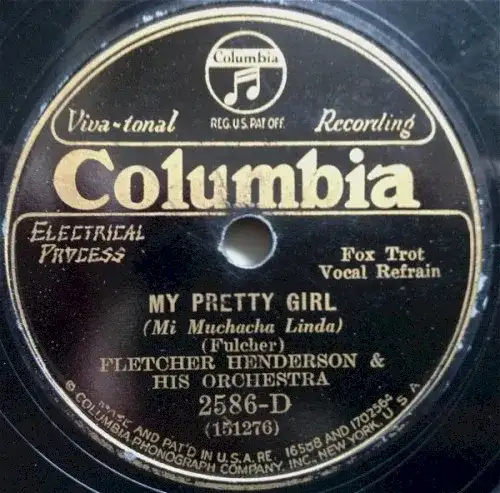 Columbia
REG. U.S. PAT. OFF.
Viva-tonal Recording
Columbia
ELECTRICAL
PROCESS
Fox Trot
Vocal Refrain
MY PRETTY GIRL
(Mi Muchacha Linda)
(Fulcher)
FLETCHER HENDERSON &
HIS ORCHESTRA
2586-D
(151276)
AND PAT'D IN U.S.A. RE. AND 1702564
© COLUMBIA PHONOGRAPH COMPANY, INC., NEW YORK, U S A